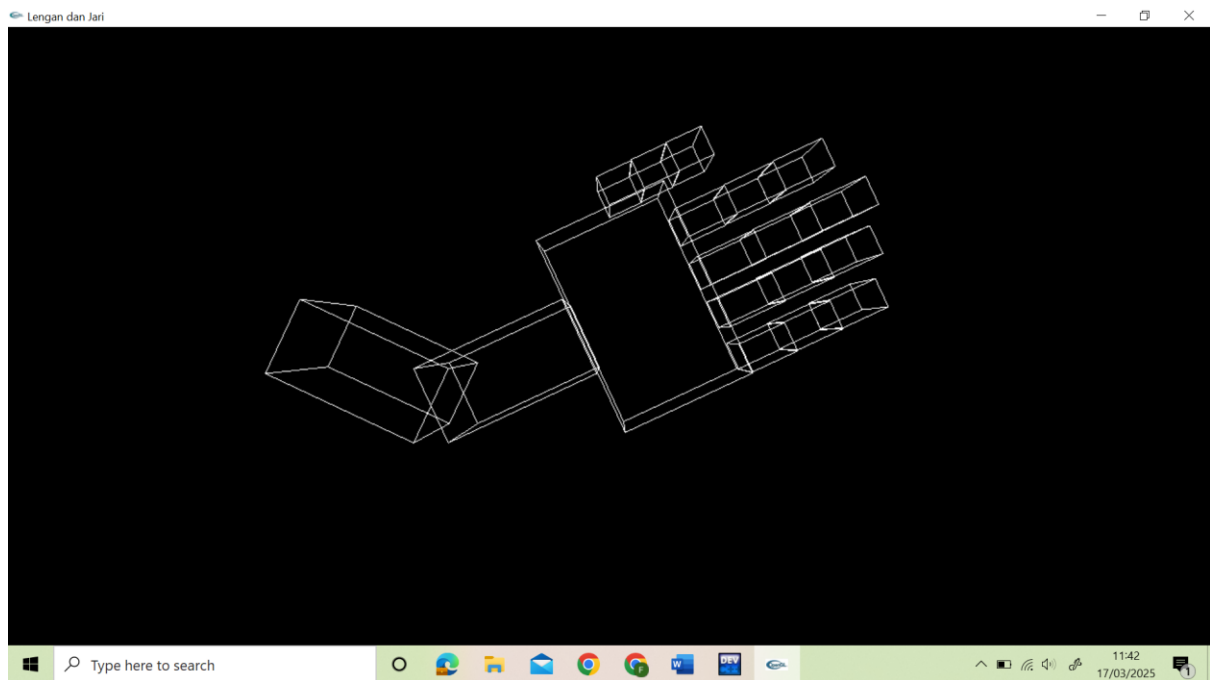 Lengan dan Jari
Type here to search
W
DEV
11:42
17/03/2025
1